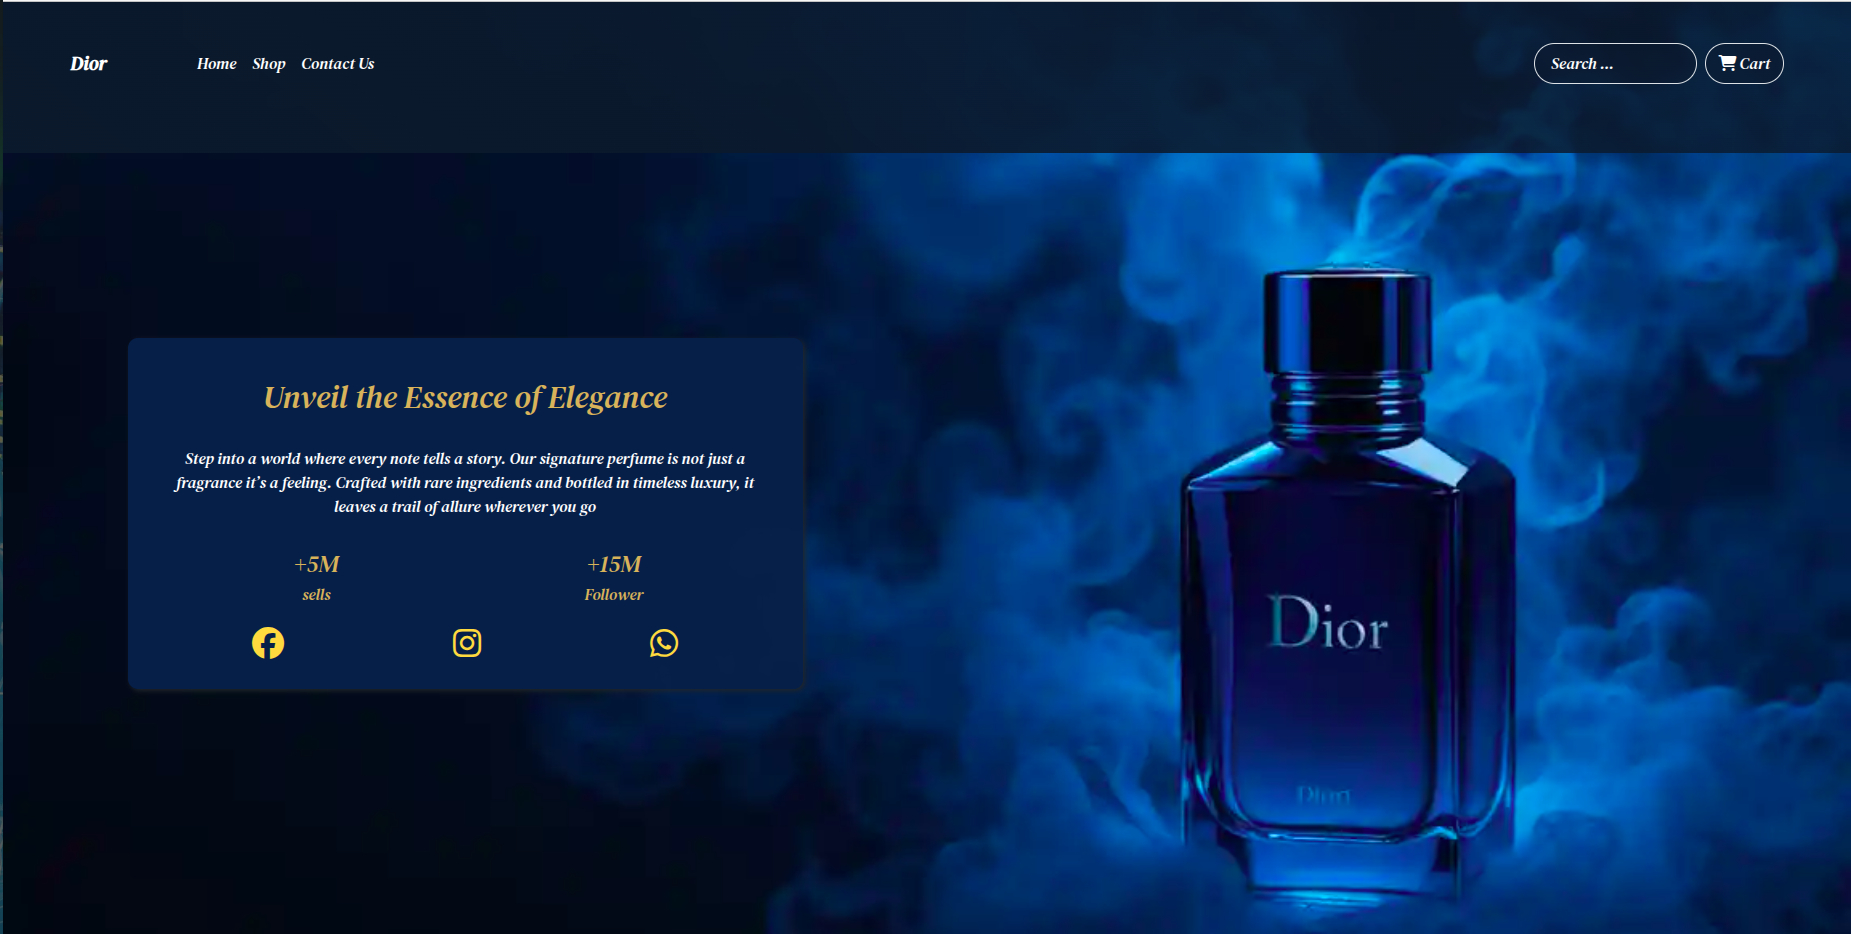 Dior
Home Shop Contact Us
Search ...
Cart
Unveil the Essence of Elegance
Step into a world where every note tells a story. Our signature perfume is not just a
fragrance it's a feeling. Crafted with rare ingredients and bottled in timeless luxury, it
leaves a trail of allure wherever you go
+5M
sells
+15M
Follower
Dior